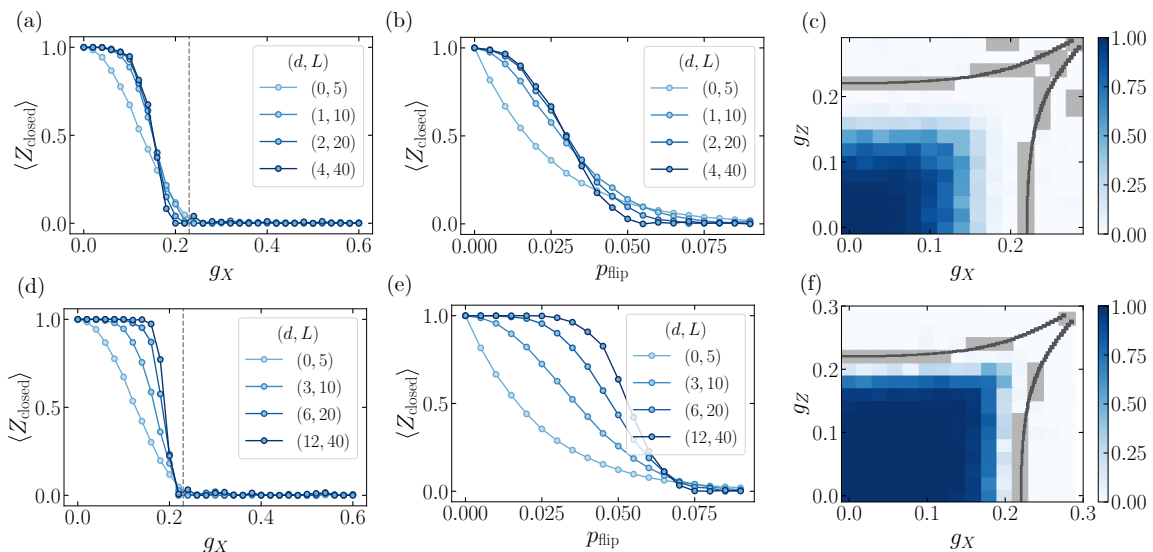 (a)
⟨Z_closed⟩
1.0
0.5
0.0
0.0 0.2 0.4 0.6
g_X
(d, L)
(0, 5)
(1, 10)
(2, 20)
(4, 40)
(b)
⟨Z_closed⟩
1.0
0.5
0.0
0.000 0.025 0.050 0.075
p_flip
(d, L)
(0, 5)
(1, 10)
(2, 20)
(4, 40)
(c)
g_Z
0.2
0.1
0.0
0.0 0.1 0.2
g_X
1.00
0.75
0.50
0.25
0.00
(d)
⟨Z_closed⟩
1.0
0.5
0.0
0.0 0.2 0.4 0.6
g_X
(d, L)
(0, 5)
(3, 10)
(6, 20)
(12, 40)
(e)
⟨Z_closed⟩
1.0
0.5
0.0
0.000 0.025 0.050 0.075
p_flip
(d, L)
(0, 5)
(3, 10)
(6, 20)
(12, 40)
(f)
g_Z
0.3
0.2
0.1
0.0
0.0 0.1 0.2 0.3
g_X
1.00
0.75
0.50
0.25
0.00